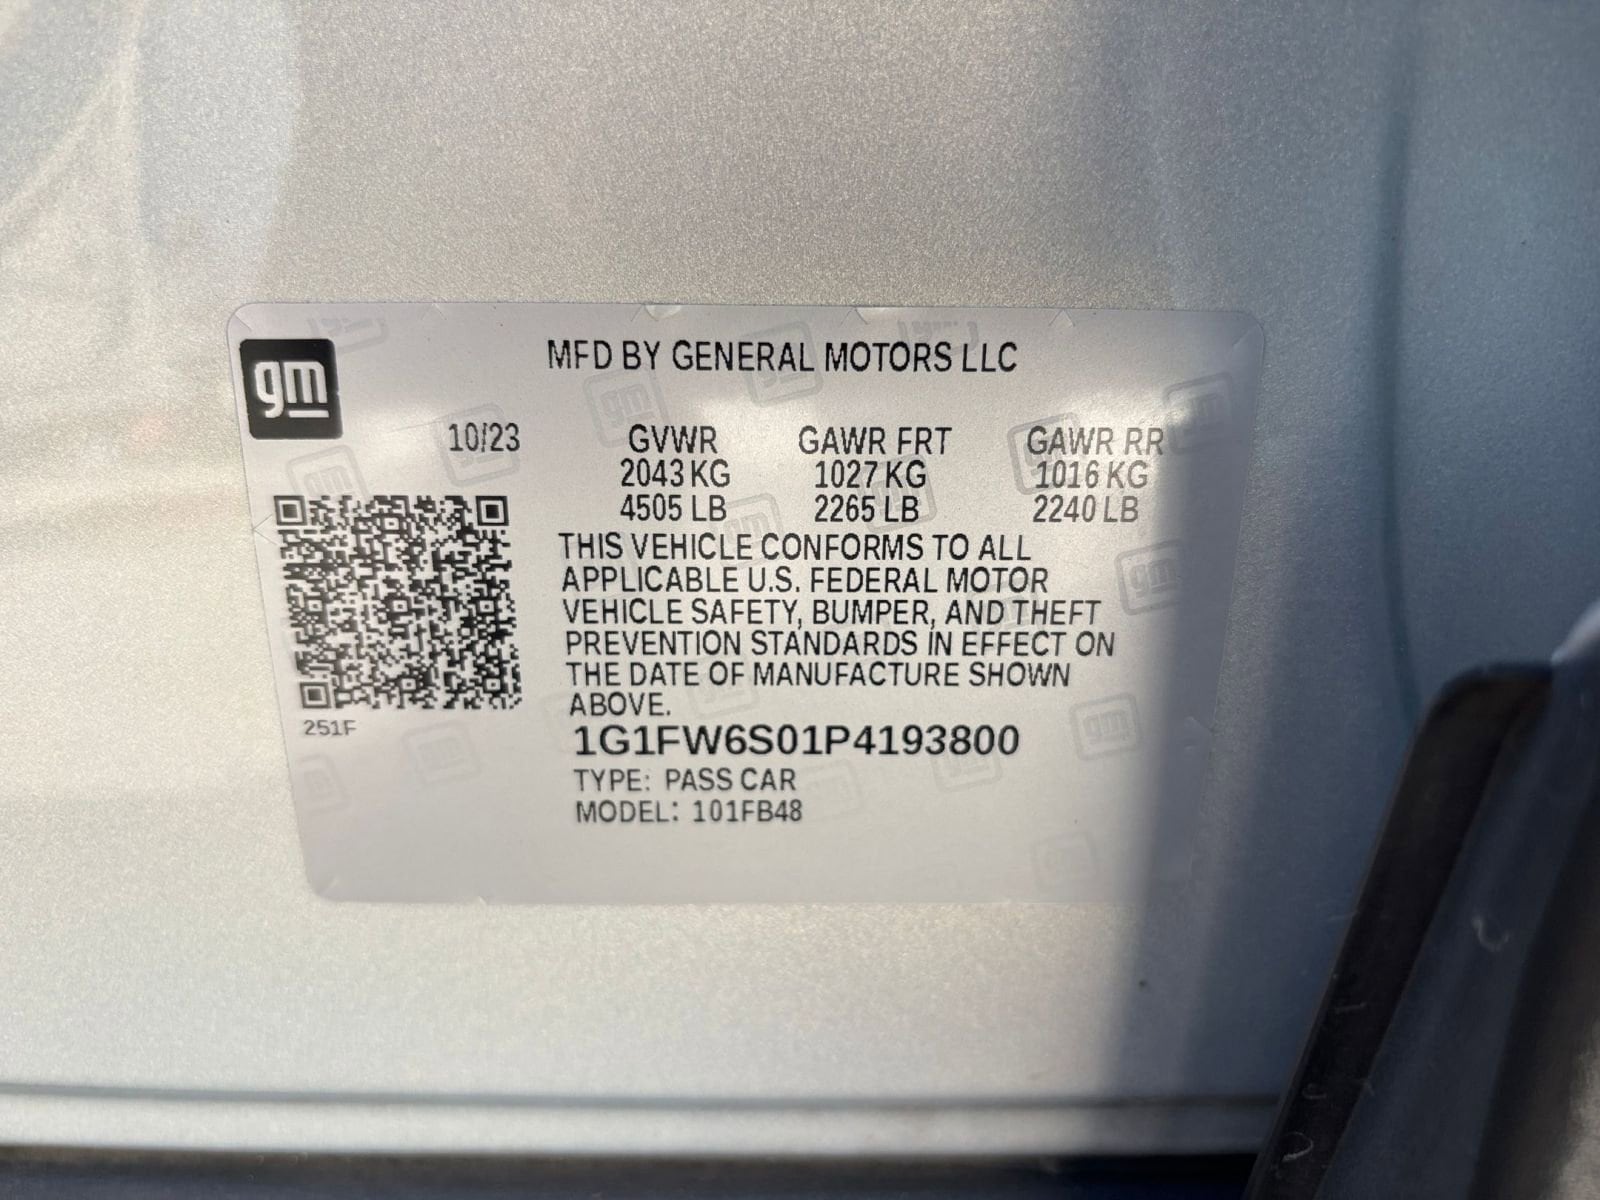 gm
MFD BY GENERAL MOTORS LLC
10/23 GVWR GAWR FRT GAWR RR
2043 KG 1027 KG 1016 KG
4505 LB 2265 LB 2240 LB
THIS VEHICLE CONFORMS TO ALL
APPLICABLE U.S. FEDERAL MOTOR
VEHICLE SAFETY, BUMPER, AND THEFT
PREVENTION STANDARDS IN EFFECT ON
THE DATE OF MANUFACTURE SHOWN
ABOVE.
251F
1G1FW6S01P4193800
TYPE: PASS CAR
MODEL: 101FB48